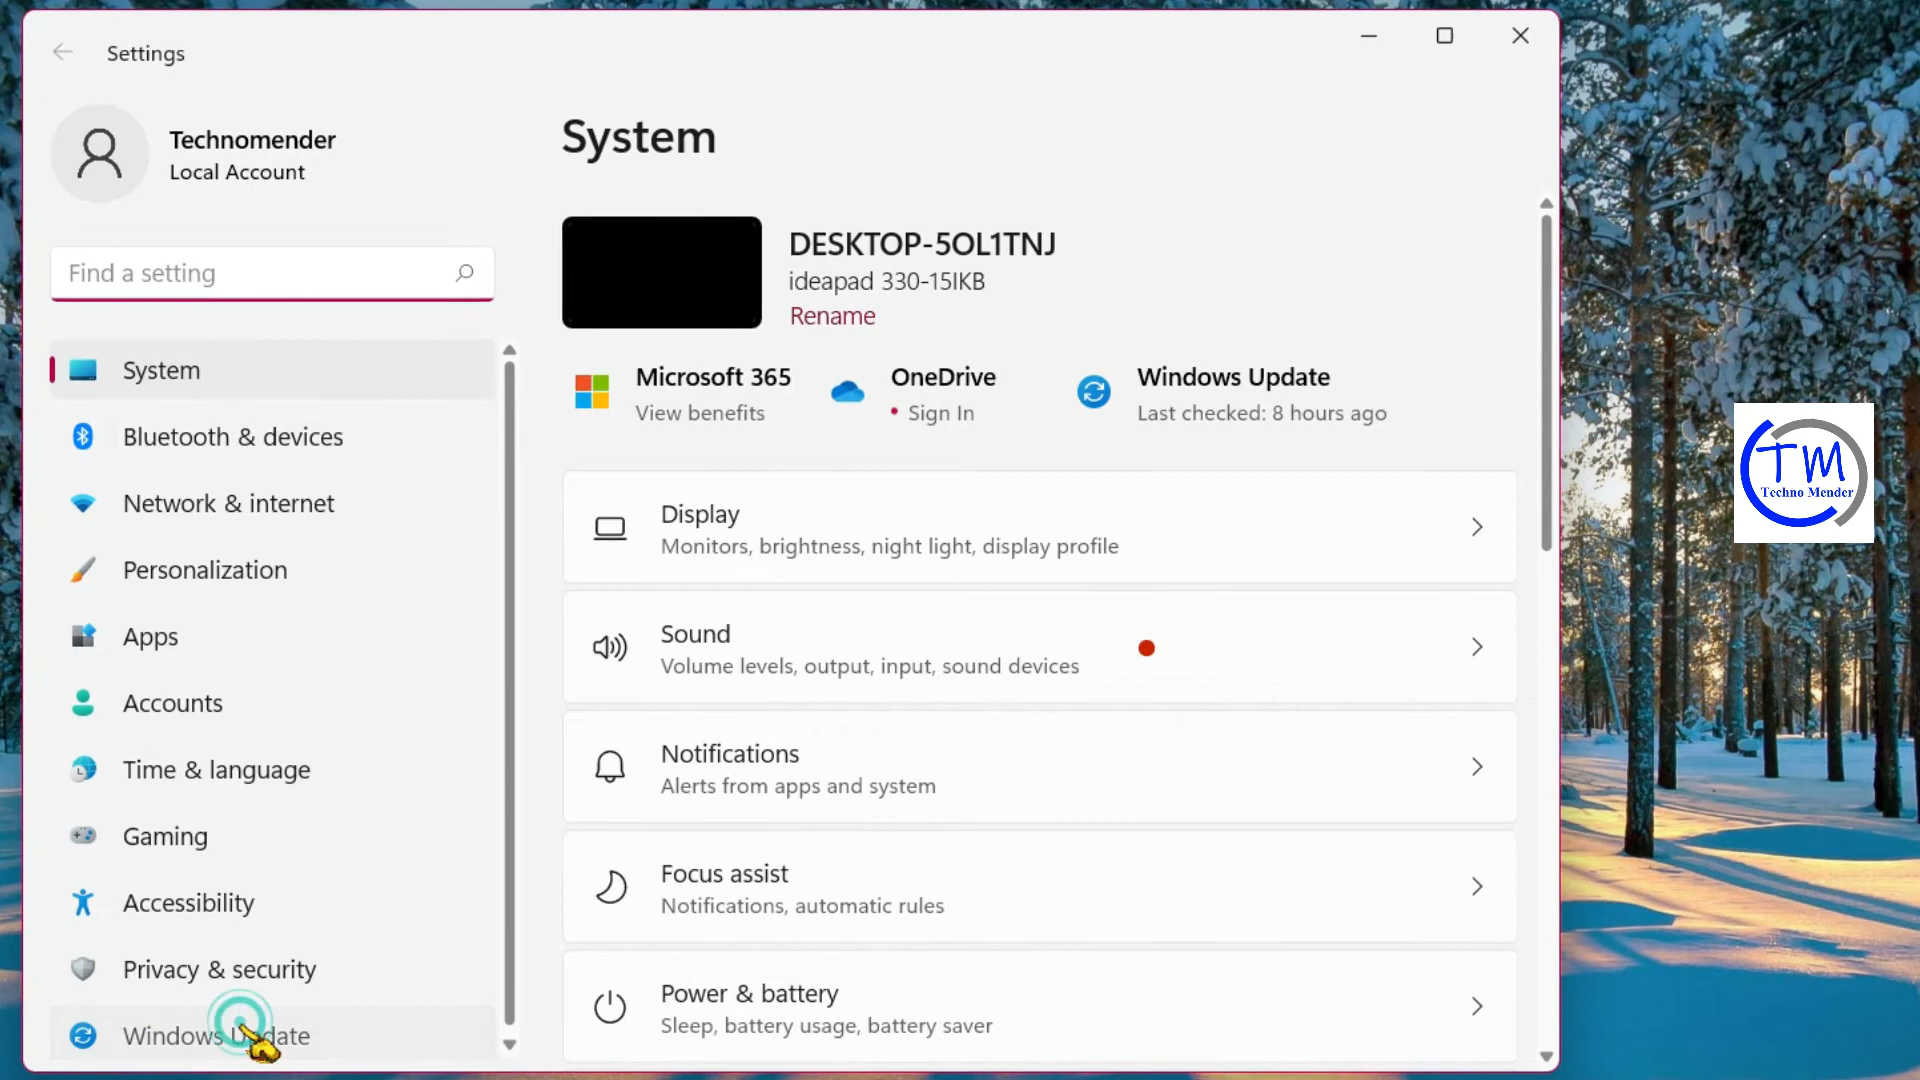 Settings
Technomender
Local Account
Find a setting
System
Bluetooth & devices
Network & internet
Personalization
Apps
Accounts
Time & language
Gaming
Accessibility
Privacy & security
Windows Update
System
DESKTOP-5OL1TNJ
ideapad 330-15IKB
Rename
Microsoft 365
View benefits
OneDrive
• Sign In
Windows Update
Last checked: 8 hours ago
Display
Monitors, brightness, night light, display profile
Sound
Volume levels, output, input, sound devices
Notifications
Alerts from apps and system
Focus assist
Notifications, automatic rules
Power & battery
Sleep, battery usage, battery saver
TM
Techno Mender